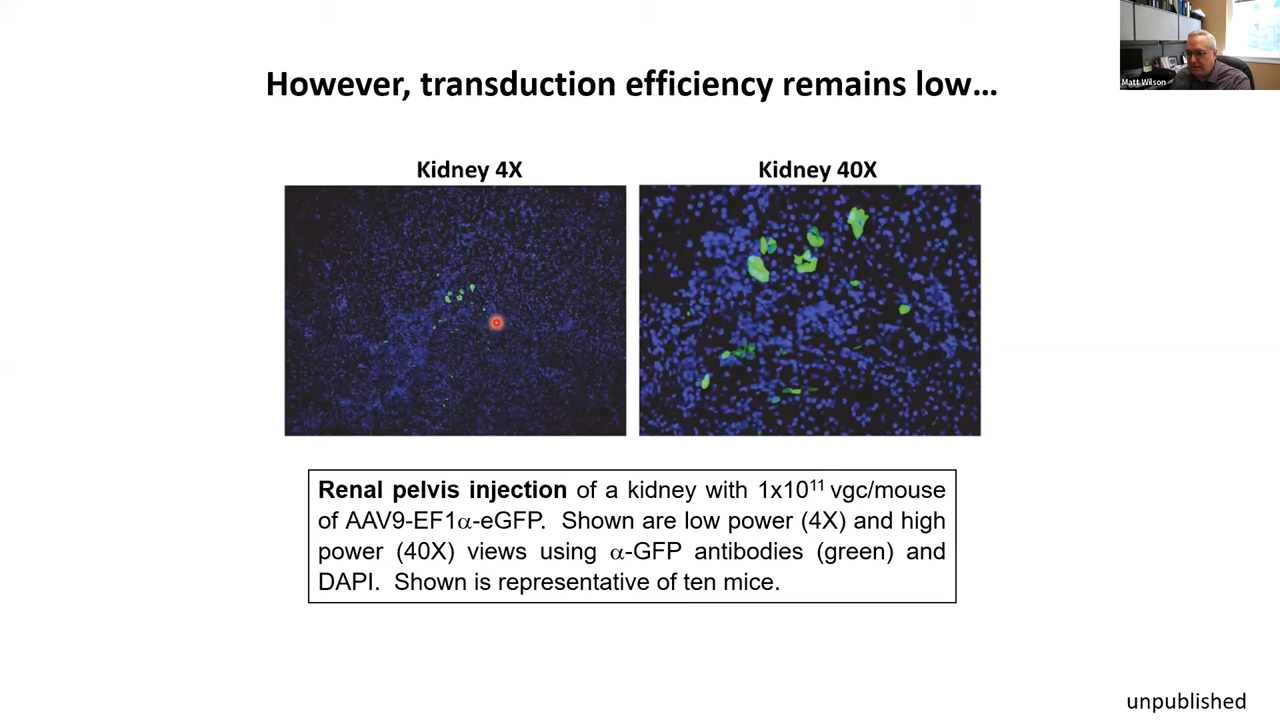 Matt Wilson
However, transduction efficiency remains low…
Kidney 4X
Kidney 40X
Renal pelvis injection of a kidney with 1x10¹¹ vgc/mouse
of AAV9-EF1α-eGFP. Shown are low power (4X) and high
power (40X) views using α-GFP antibodies (green) and
DAPI. Shown is representative of ten mice.
unpublished